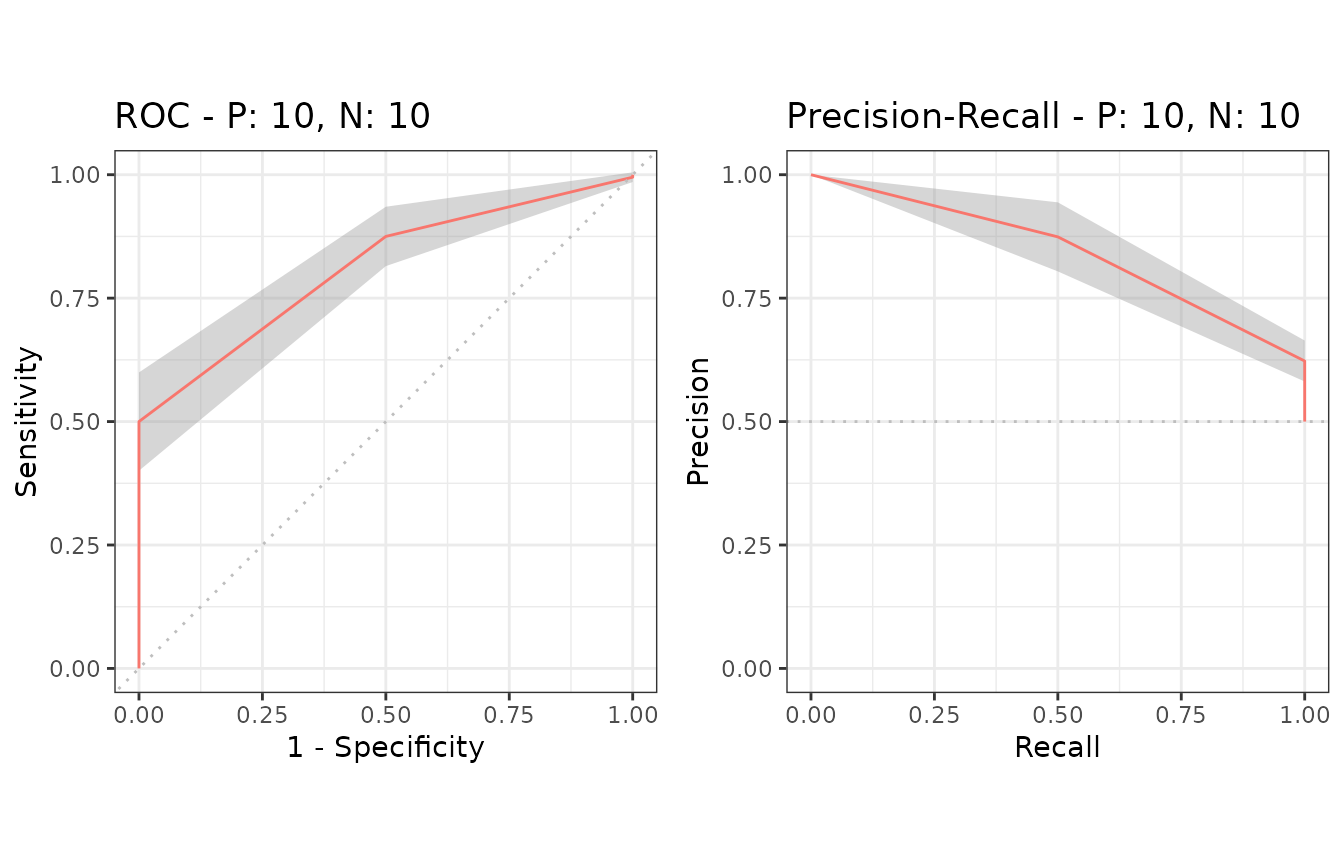 ROC - P: 10, N: 10
Sensitivity
1.00
0.75
0.50
0.25
0.00
0.00 0.25 0.50 0.75 1.00
1 - Specificity
Precision-Recall - P: 10, N: 10
Precision
1.00
0.75
0.50
0.25
0.00
0.00 0.25 0.50 0.75 1.00
Recall